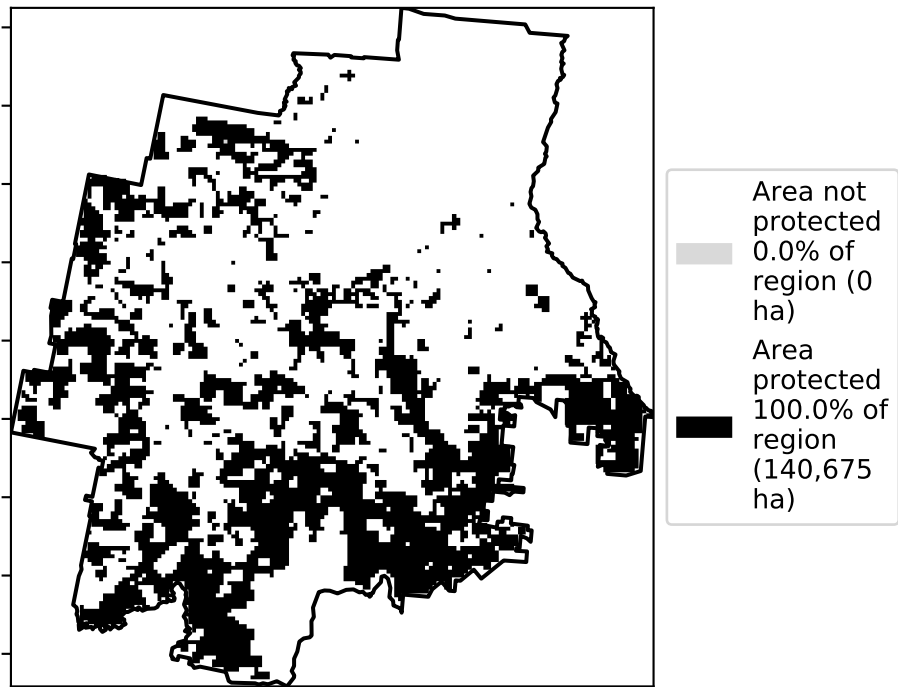 Area not
protected
0.0% of
region (0
ha)
Area
protected
100.0% of
region
(140,675
ha)